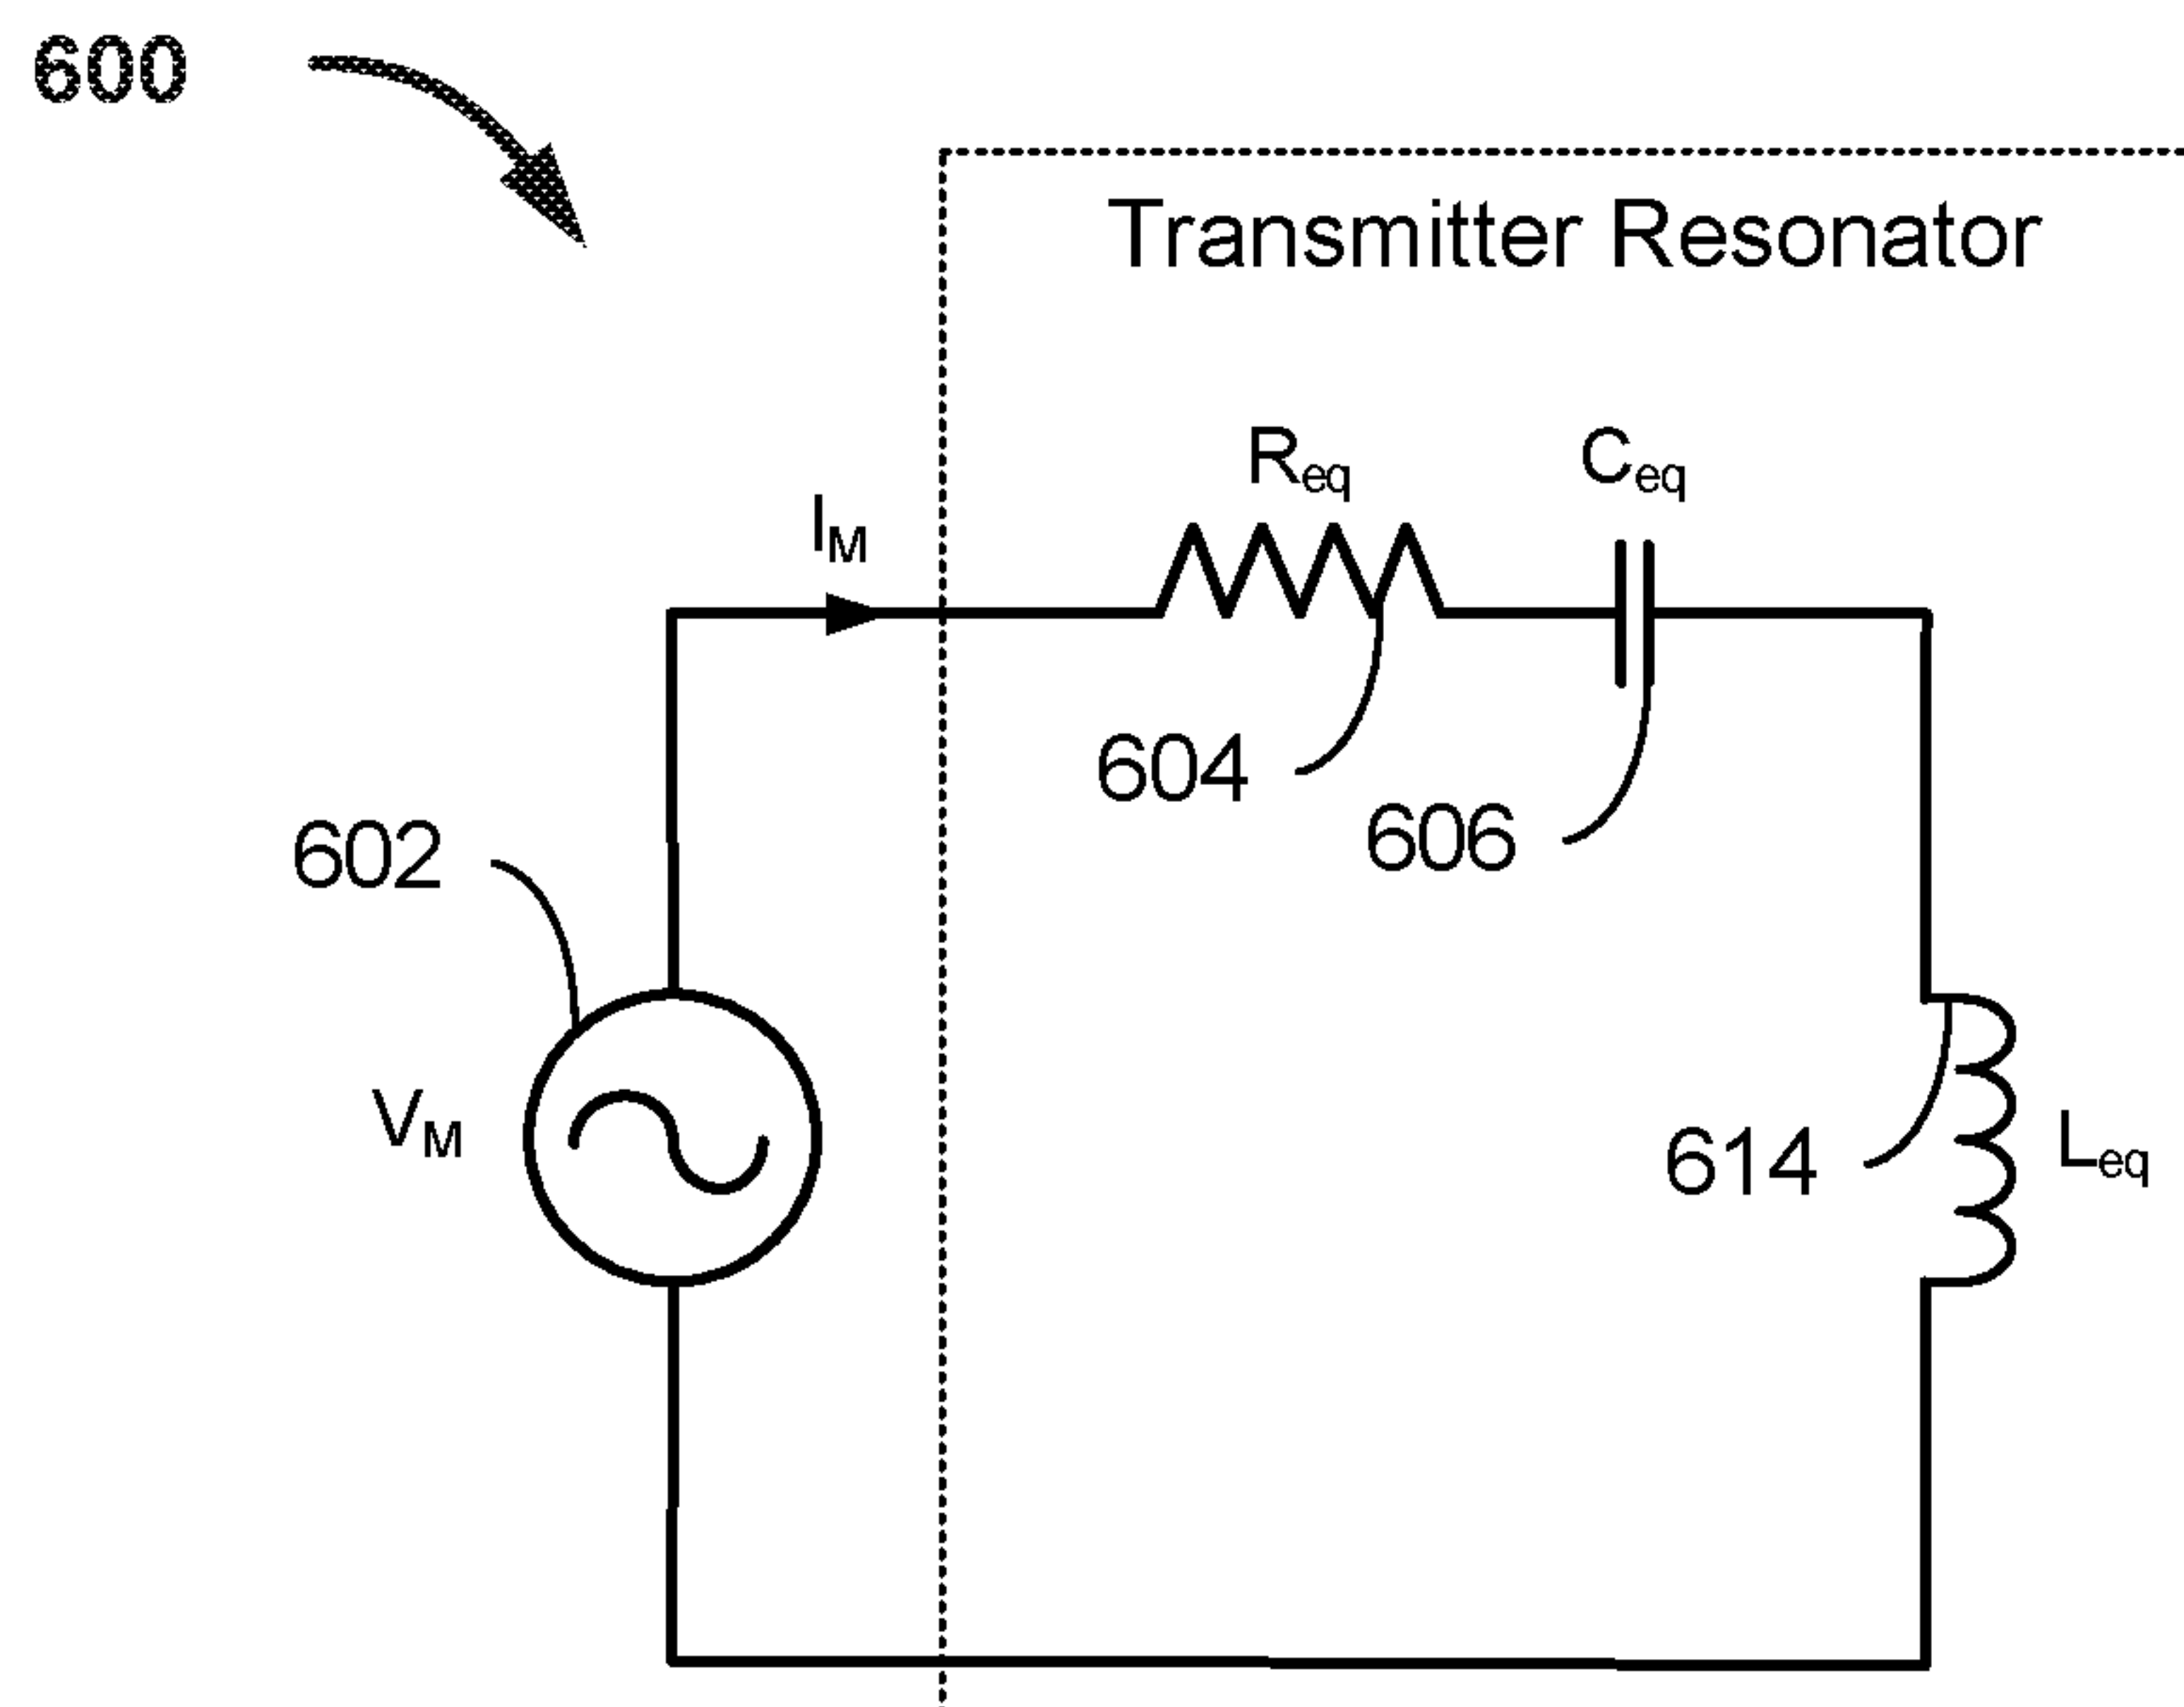 600
Transmitter Resonator
Req
Ceq
IM
604
606
602
VM
614
Leq